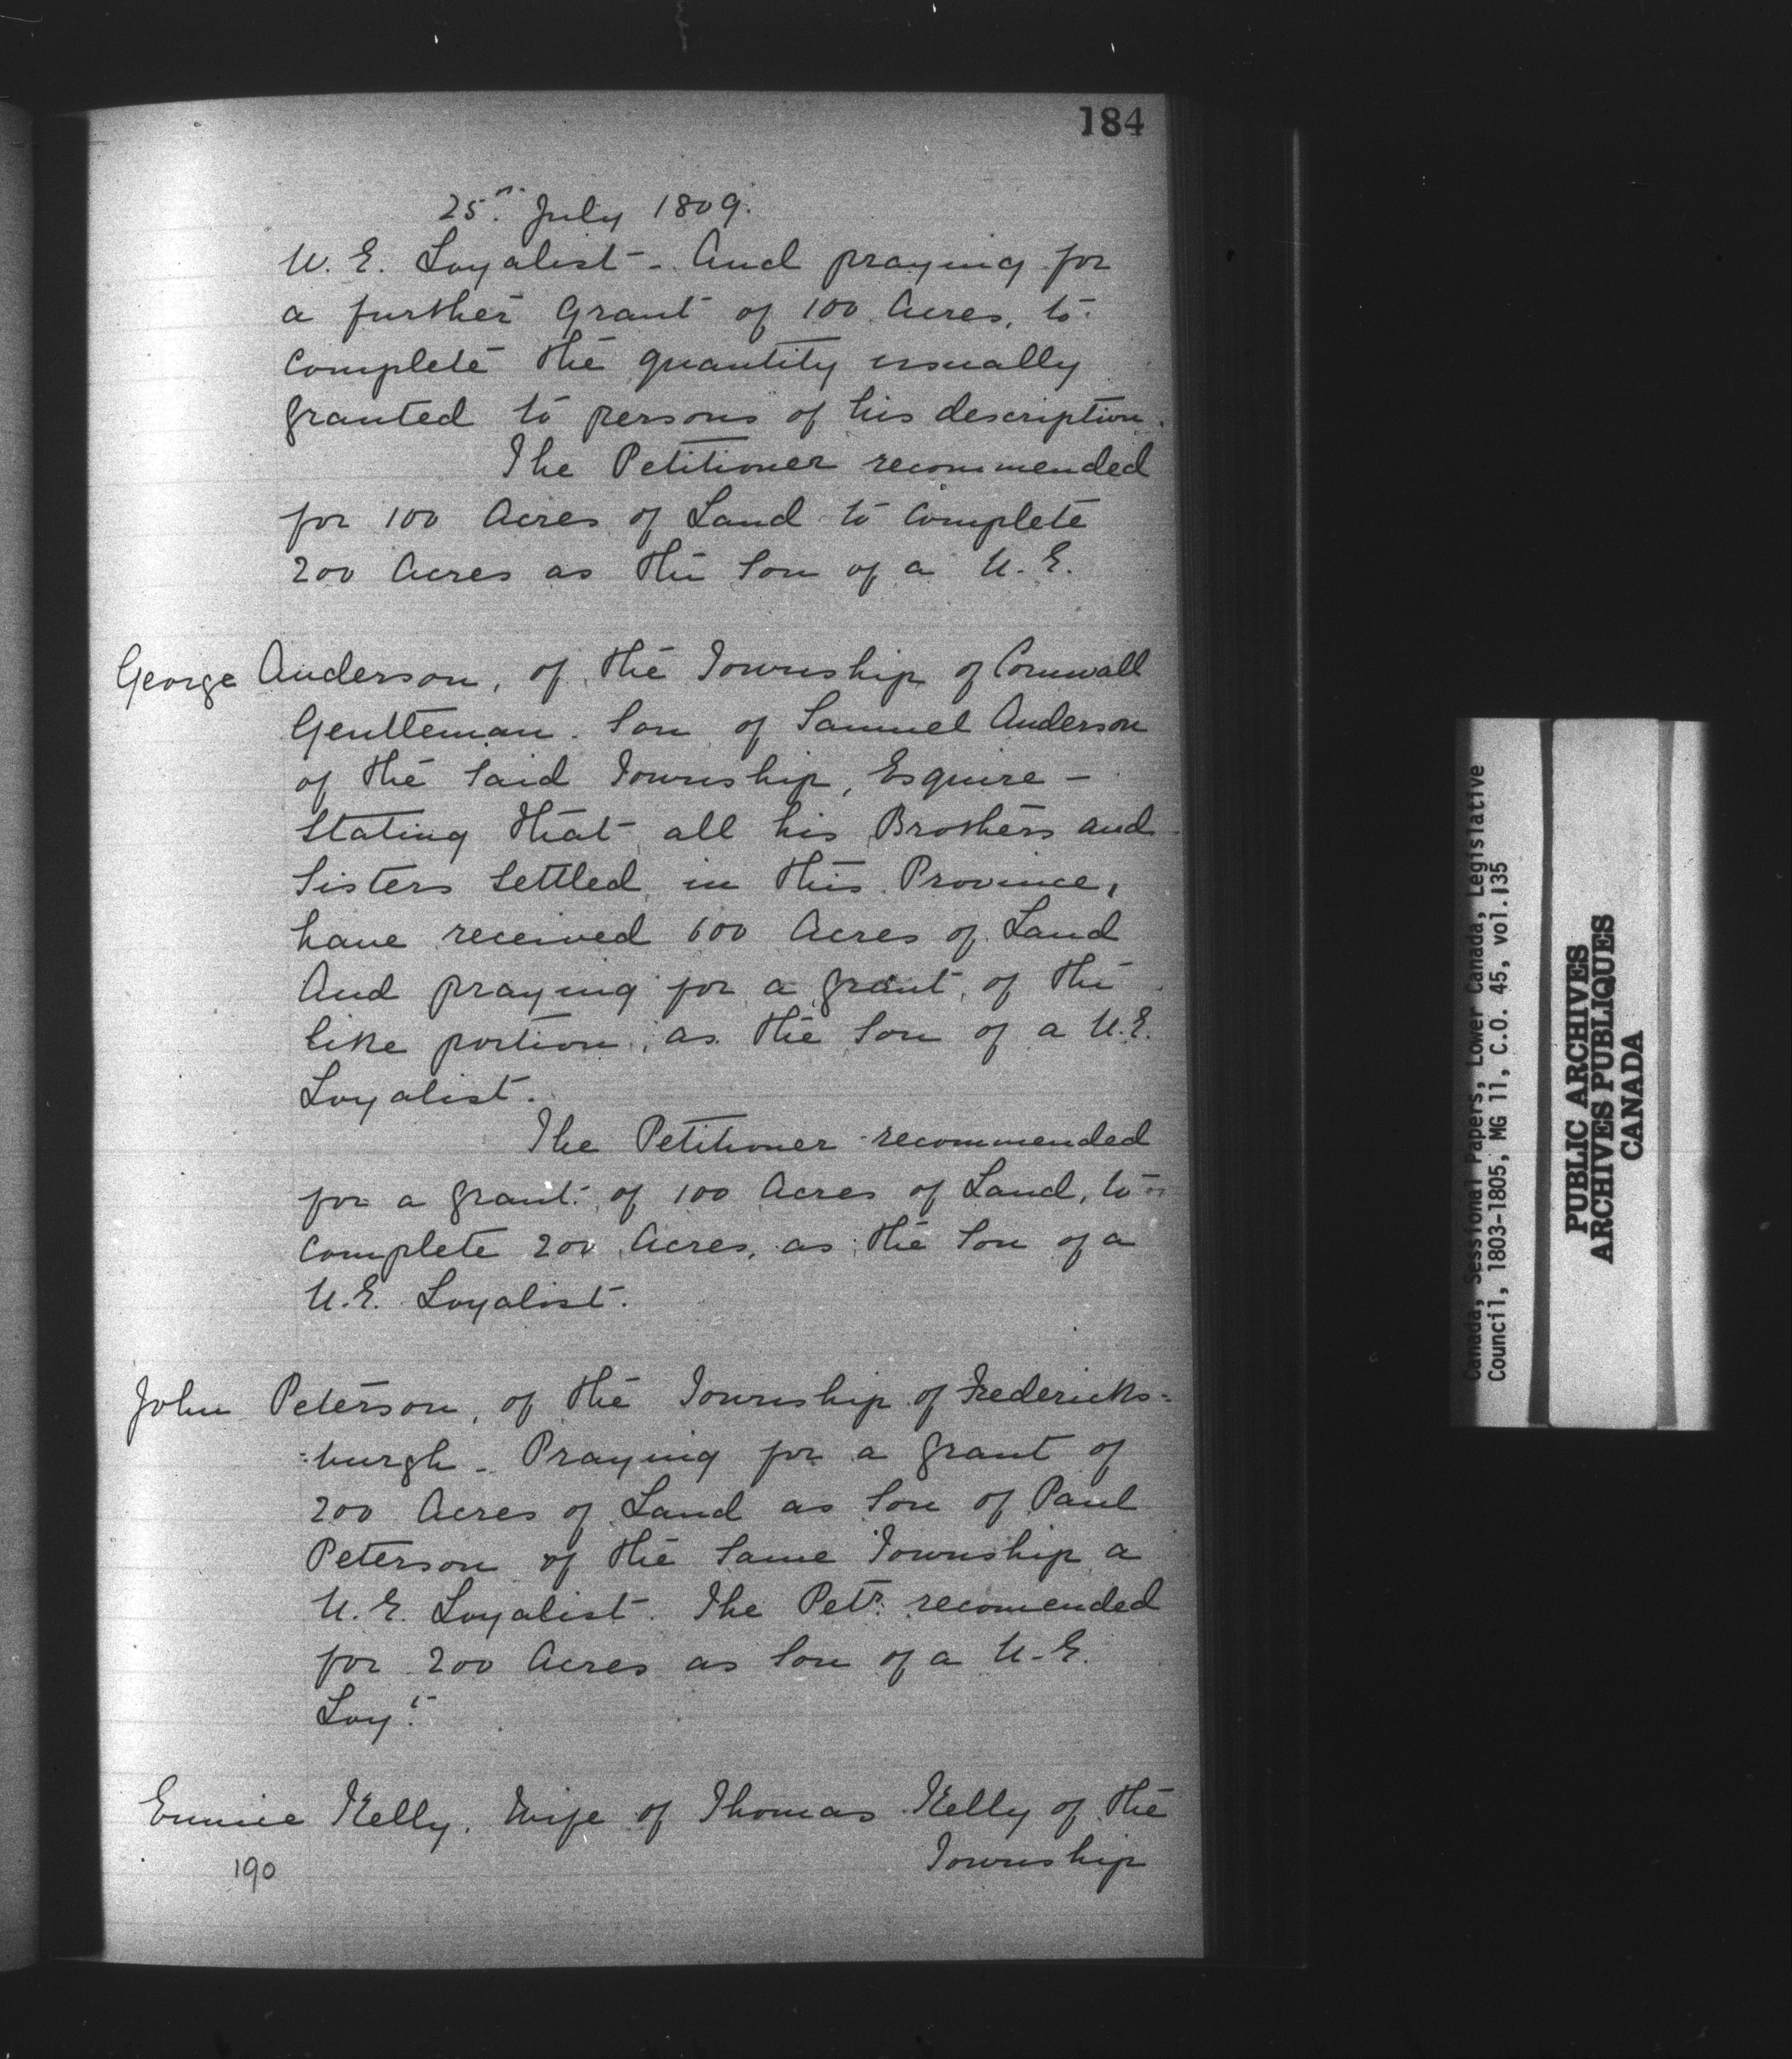 184
25th. July 1809.
U. E. Loyalist - And praying for
a further Grant of 100 Acres, to
complete the quantity usually
granted to persons of his description.
The Petitioner recommended
for 100 Acres of Land to complete
200 Acres as the Son of a U. E.
George Anderson, of the Township of Cornwall
Gentleman. Son of Samuel Anderson
of the said Township, Esquire -
Stating that all his Brothers and
Sisters settled in this Province,
have received 600 Acres of Land
And praying for a grant of the
like portion, as the Son of a U.E.
Loyalist.
The Petitioner recommended
for a grant of 100 Acres of Land, to
complete 200 Acres, as the Son of a
U.E. Loyalist.
John Peterson, of the Township of Fredericks=
=burgh - Praying for a grant of
200 Acres of Land as Son of Paul
Peterson of the same Township a
U.E. Loyalist. The Petr. recomended
for 200 Acres as Son of a U.E.
Loyt.
Eunice Kelly, Wife of Thomas Kelly of the
Township
190
Canada, Sessional Papers, Lower Canada, Legislative
Council, 1803-1805, MG 11, C.O. 45, vol.135
PUBLIC ARCHIVES
ARCHIVES PUBLIQUES
CANADA